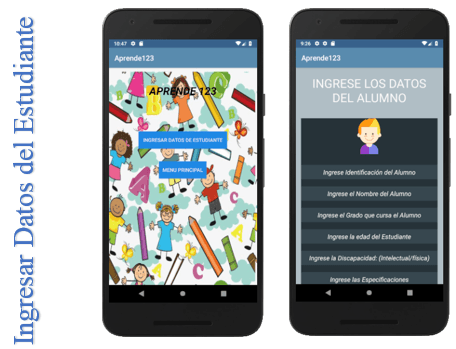 Ingresar Datos del Estudiante
10:47
Aprende123
APRENDE 123
INGRESAR DATOS DE ESTUDIANTE
MENU PRINCIPAL
9:26
Aprende123
INGRESE LOS DATOS
DEL ALUMNO
Ingrese Identificación del Alumno
Ingrese el Nombre del Alumno
Ingrese el Grado que cursa el Alumno
Ingrese la edad del Estudiante
Ingrese la Discapacidad: (Intelectual/física)
Ingrese las Especificaciones